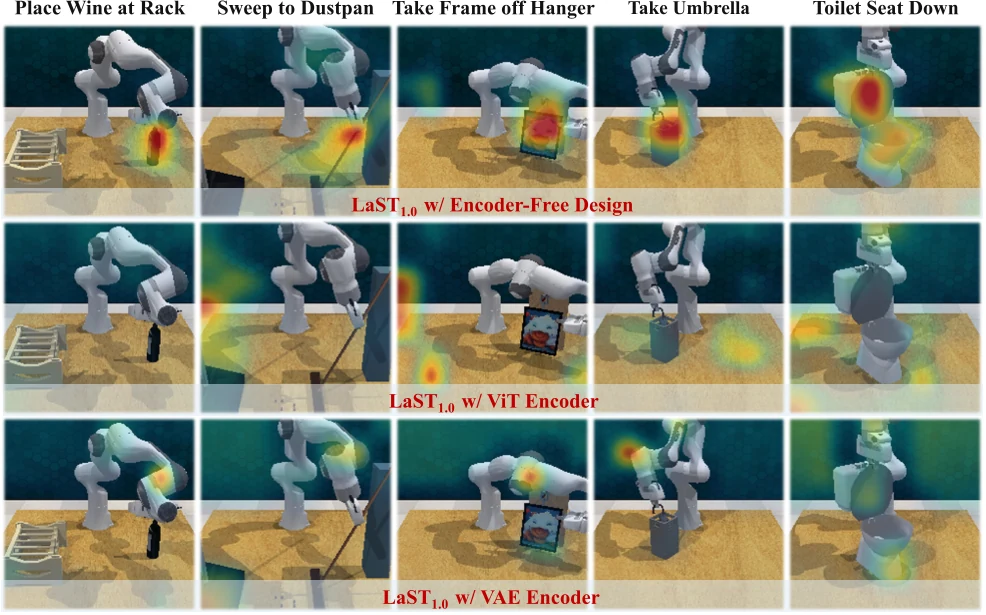 Place Wine at Rack Sweep to Dustpan Take Frame off Hanger Take Umbrella Toilet Seat Down
LaST1.0 w/ Encoder-Free Design
LaST1.0 w/ ViT Encoder
LaST1.0 w/ VAE Encoder